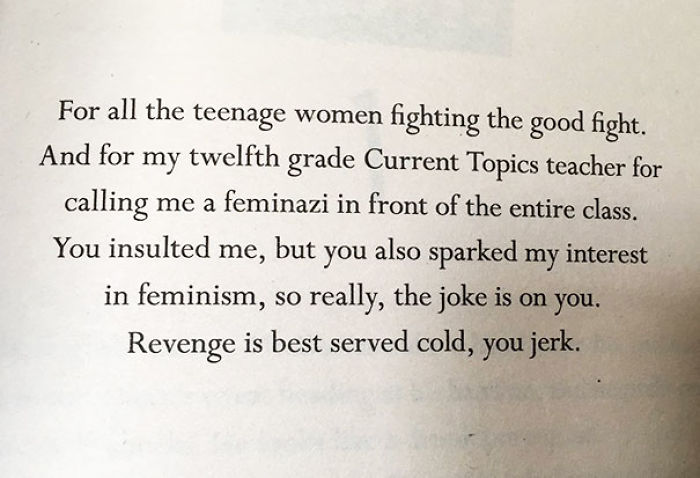 For all the teenage women fighting the good fight.
And for my twelfth grade Current Topics teacher for
calling me a feminazi in front of the entire class.
You insulted me, but you also sparked my interest
in feminism, so really, the joke is on you.
Revenge is best served cold, you jerk.